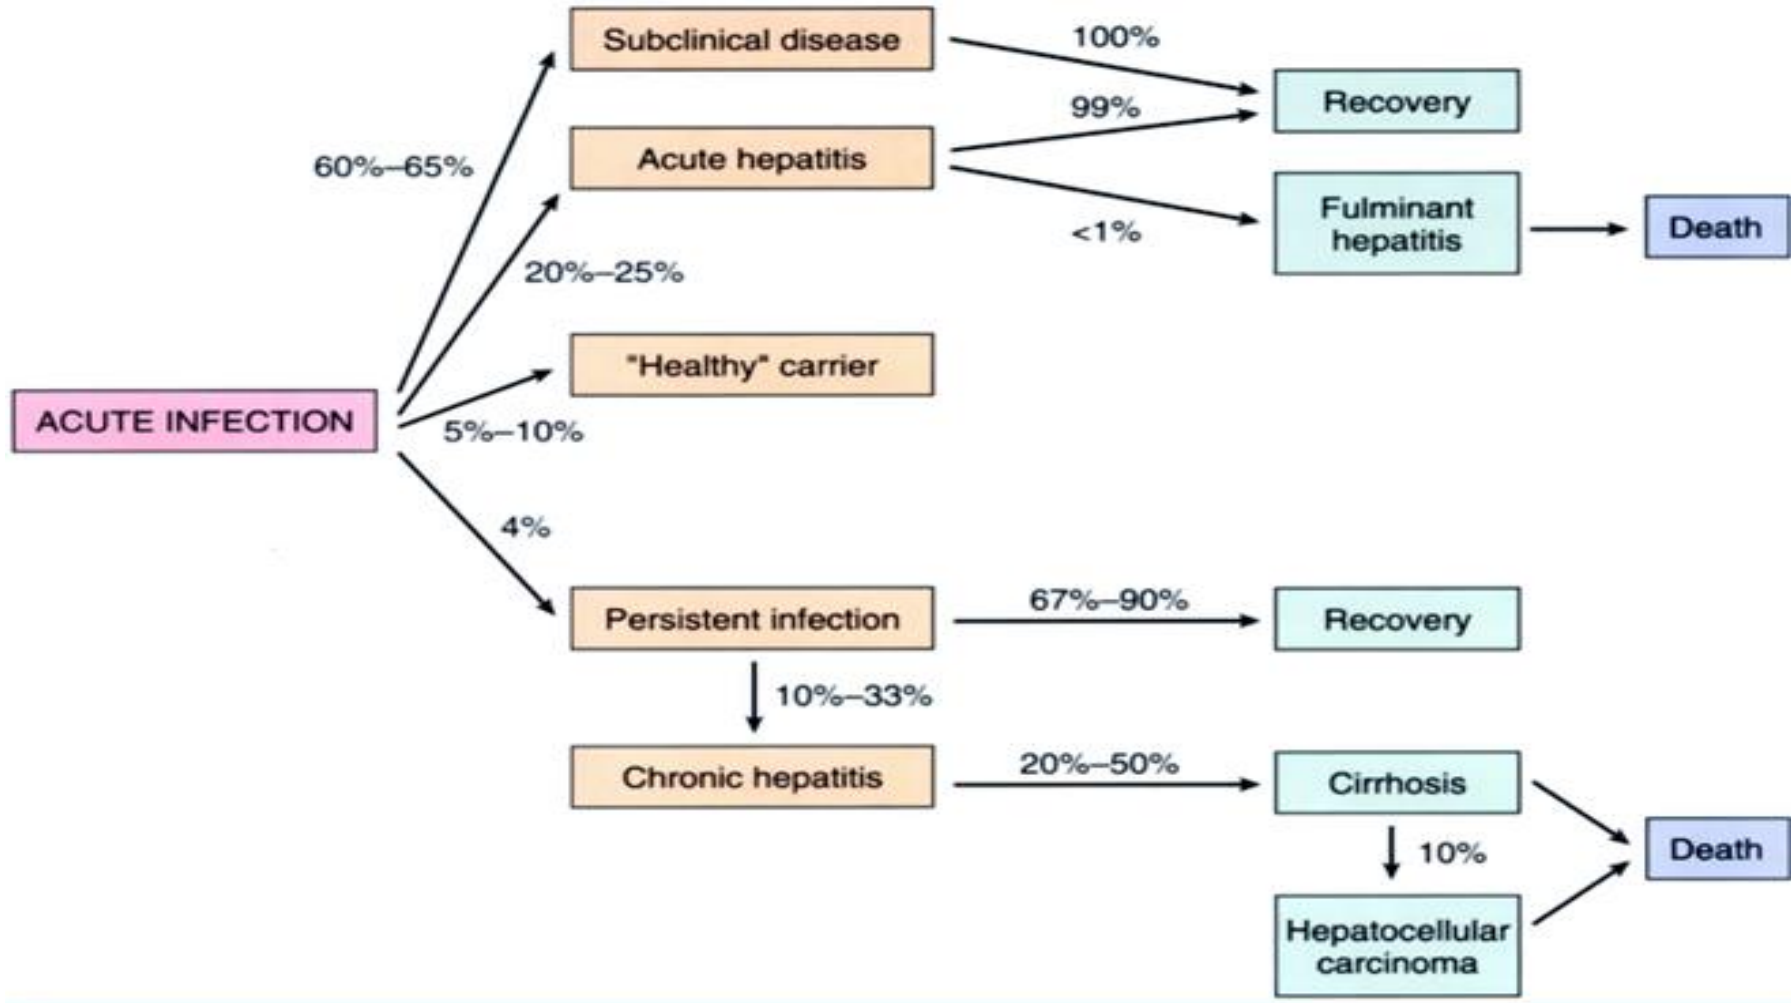 Subclinical disease
100%
Recovery
99%
60%–65%
Acute hepatitis
Fulminant
hepatitis
Death
<1%
20%–25%
"Healthy" carrier
ACUTE INFECTION
5%–10%
4%
Persistent infection
67%–90%
Recovery
10%–33%
Chronic hepatitis
20%–50%
Cirrhosis
10%
Death
Hepatocellular
carcinoma